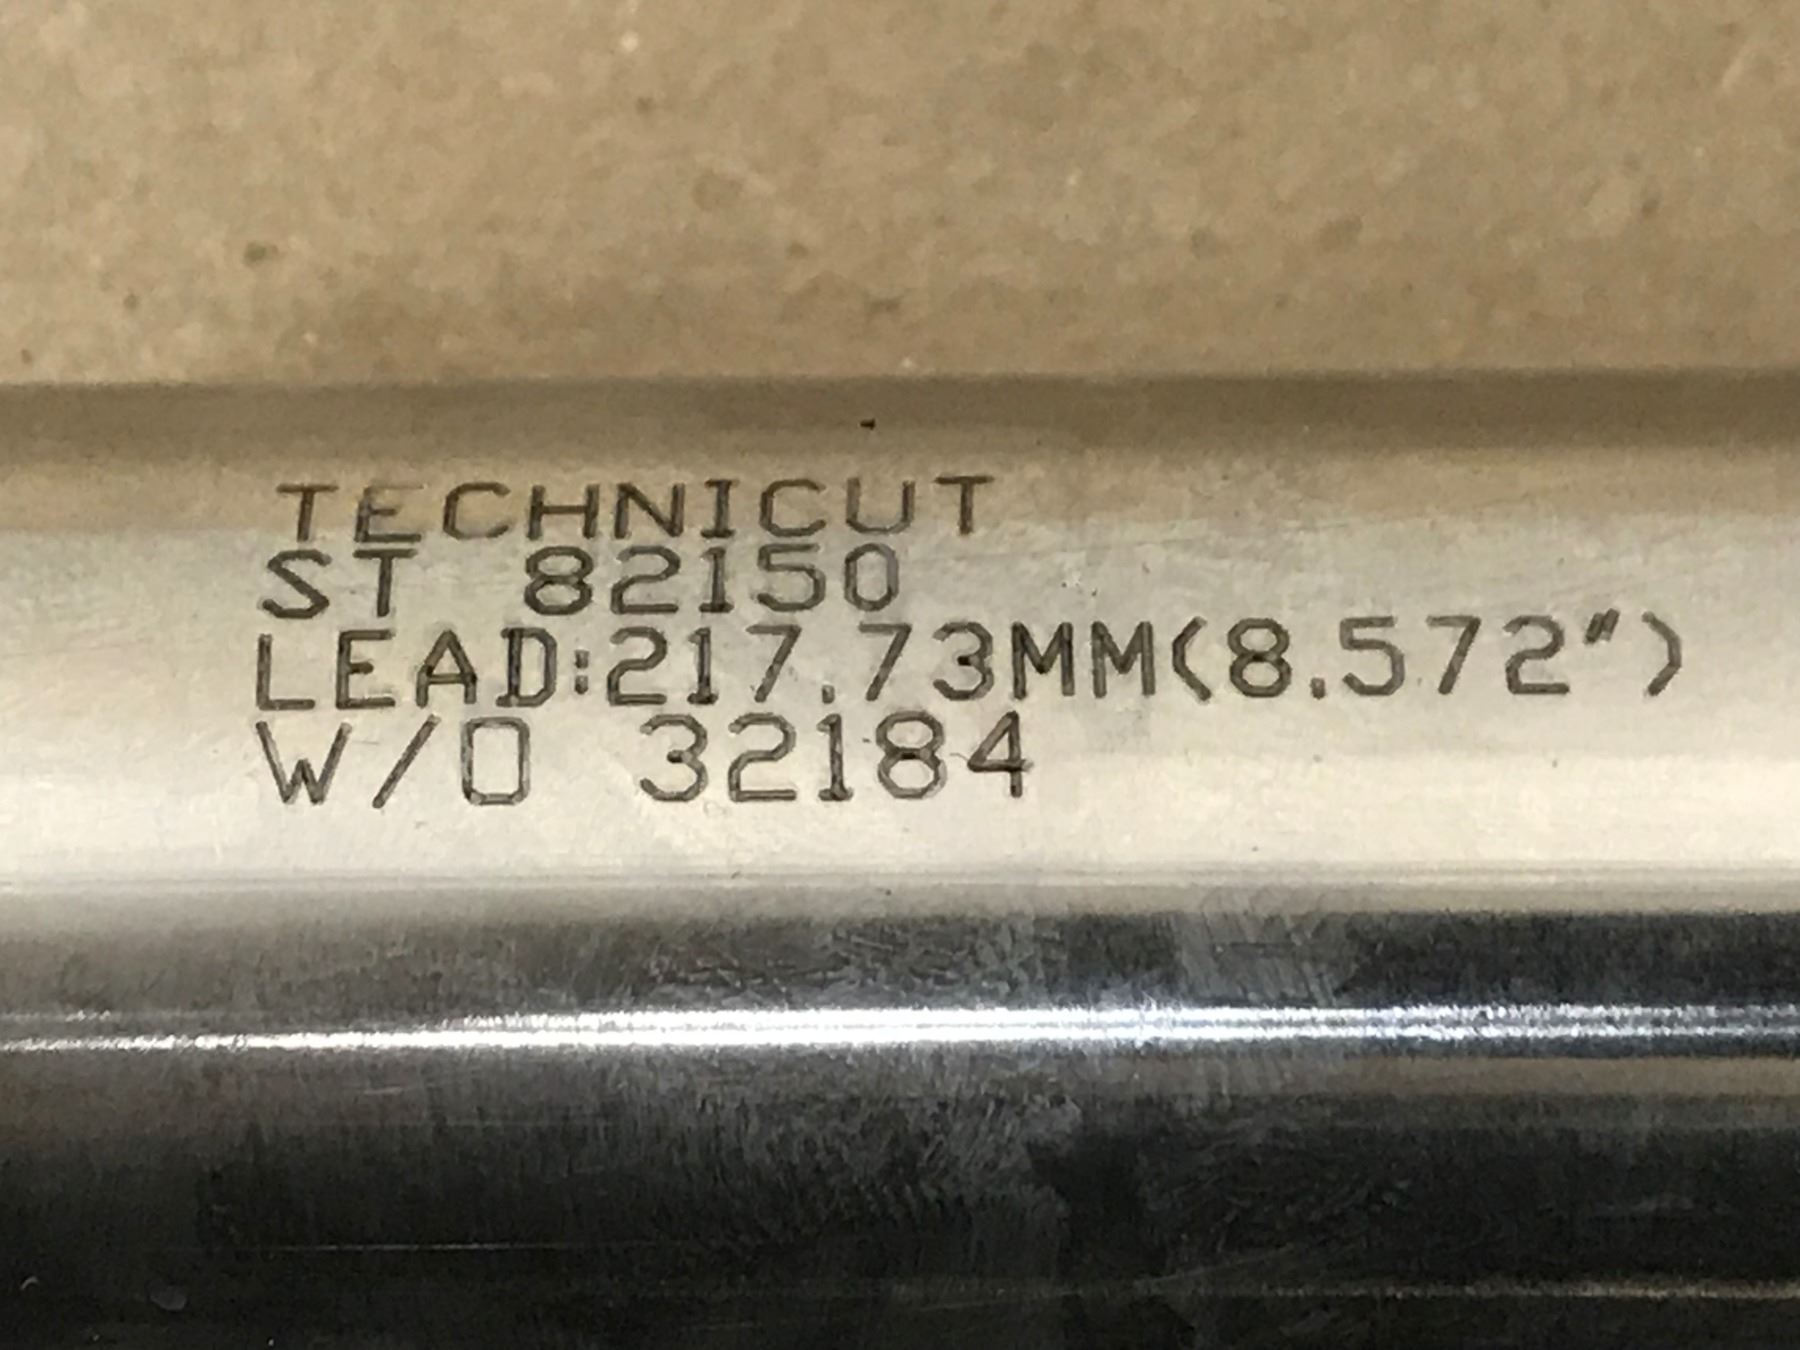 TECHNICUT
ST 82150
LEAD:217.73MM(8.572")
W/O 32184